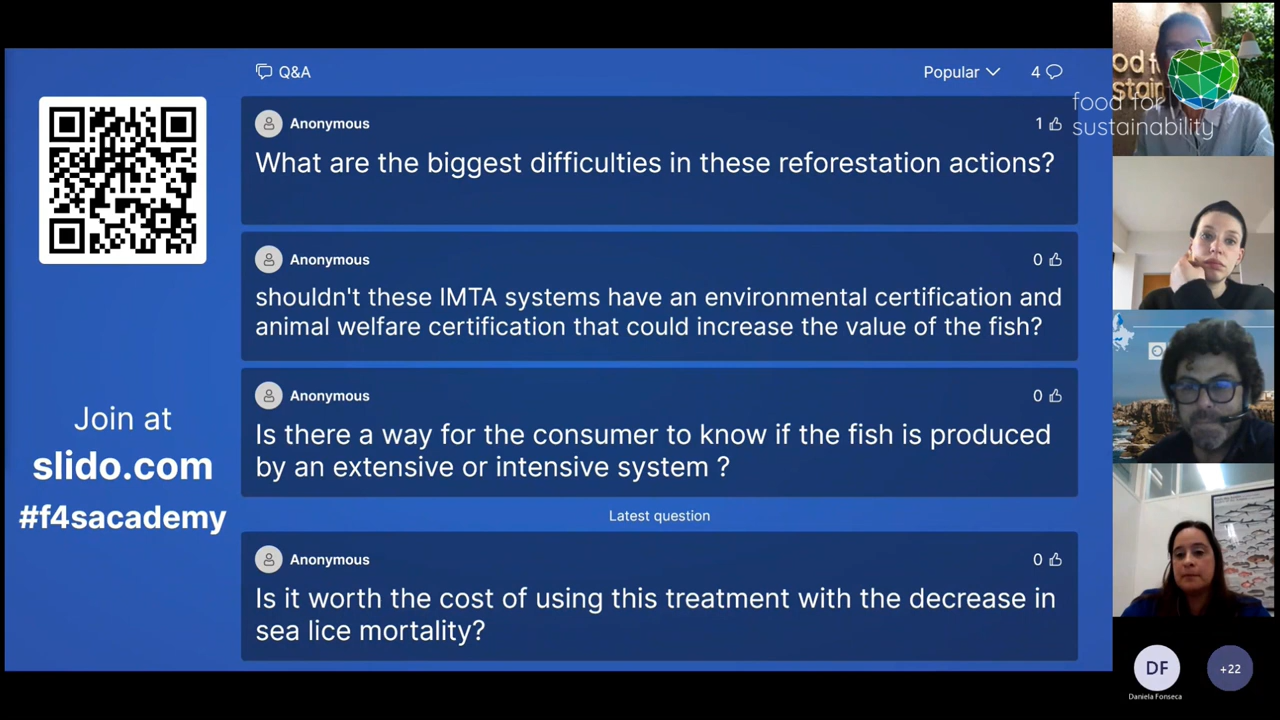 Q&A
Popular
4
Anonymous
1
What are the biggest difficulties in these reforestation actions?
Anonymous
0
shouldn't these IMTA systems have an environmental certification and
animal welfare certification that could increase the value of the fish?
Anonymous
0
Is there a way for the consumer to know if the fish is produced
by an extensive or intensive system ?
Latest question
Anonymous
0
Is it worth the cost of using this treatment with the decrease in
sea lice mortality?
Join at
slido.com
#f4sacademy
food for
sustainability
DF
+22
Daniela Fonseca